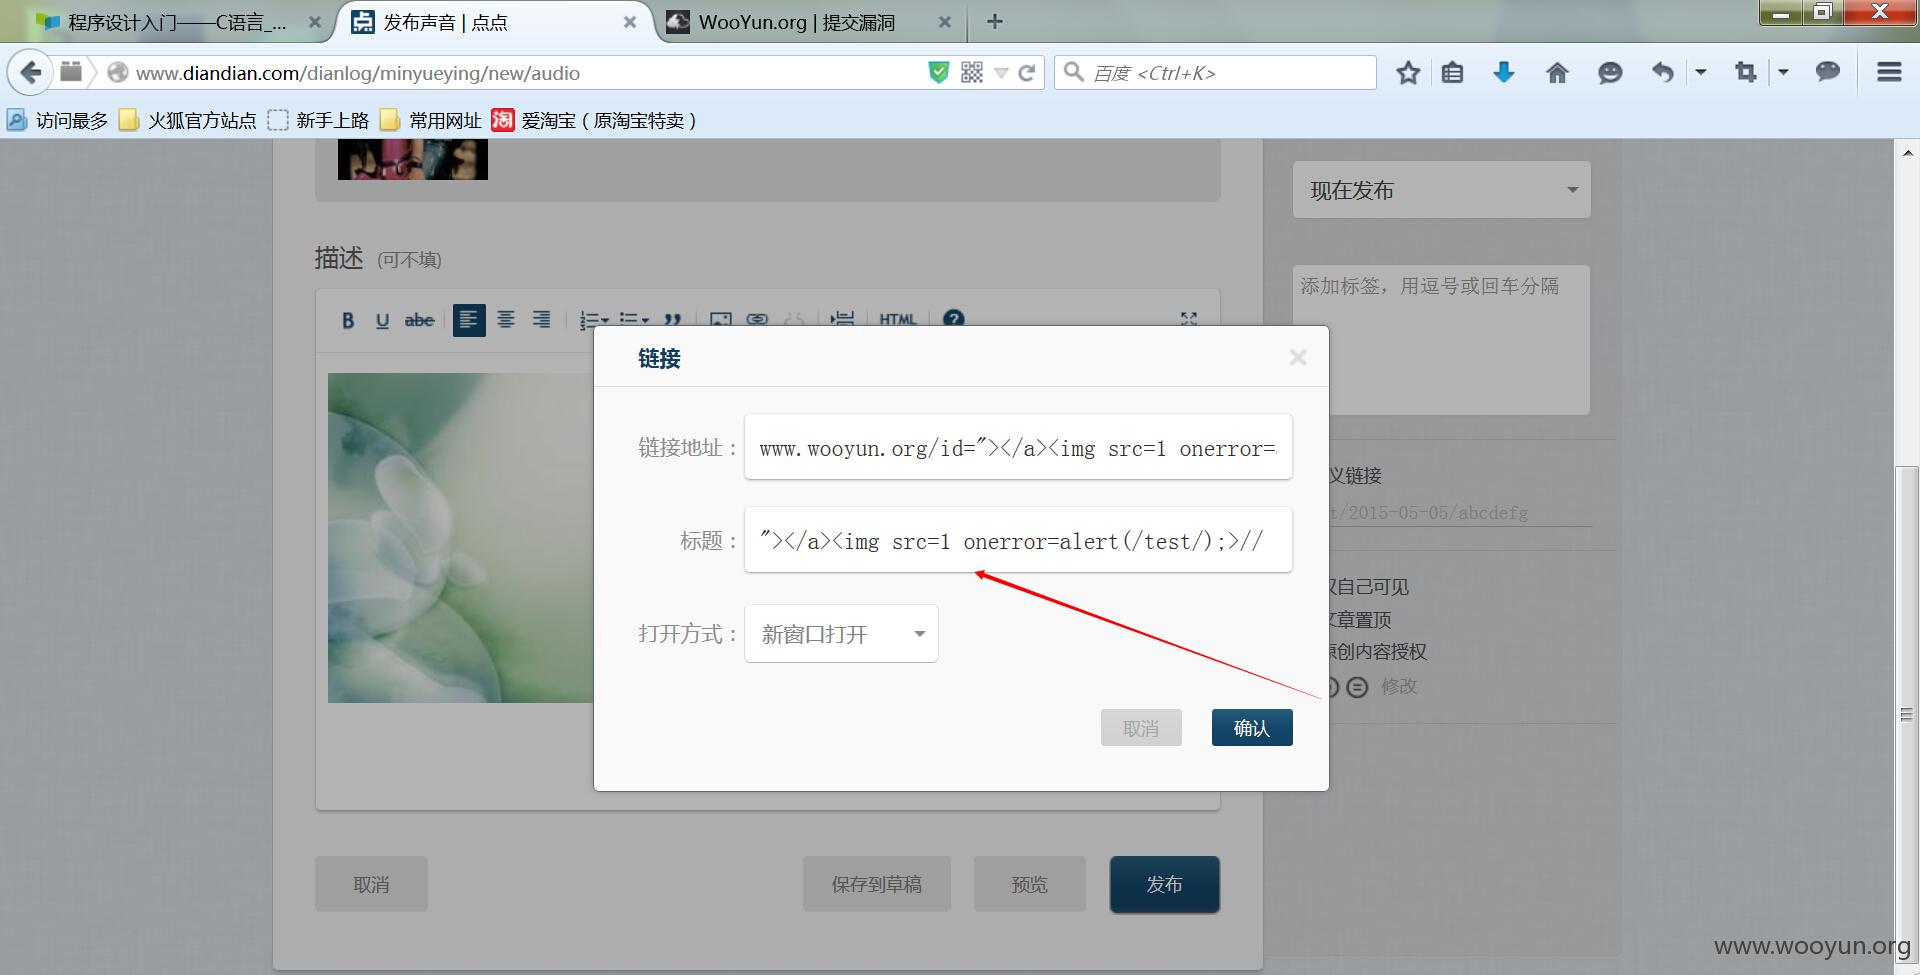 程序设计入门——C语言_...
发布声音 | 点点
WooYun.org | 提交漏洞
www.diandian.com/dianlog/minyueying/new/audio
百度 <Ctrl+K>
访问最多
火狐官方站点
新手上路
常用网址
爱淘宝（原淘宝特卖）
现在发布
描述 (可不填)
添加标签，用逗号或回车分隔
B U abc HTML ?
链接
链接地址：
www.wooyun.org/id="></a><img src=1 onerror=
标题：
"></a><img src=1 onerror=alert(/test/);>//
打开方式：
新窗口打开
取消
确认
义链接
t/2015-05-05/abcdefg
自己可见
章置顶
创内容授权
修改
取消
保存到草稿
预览
发布
www.wooyun.org